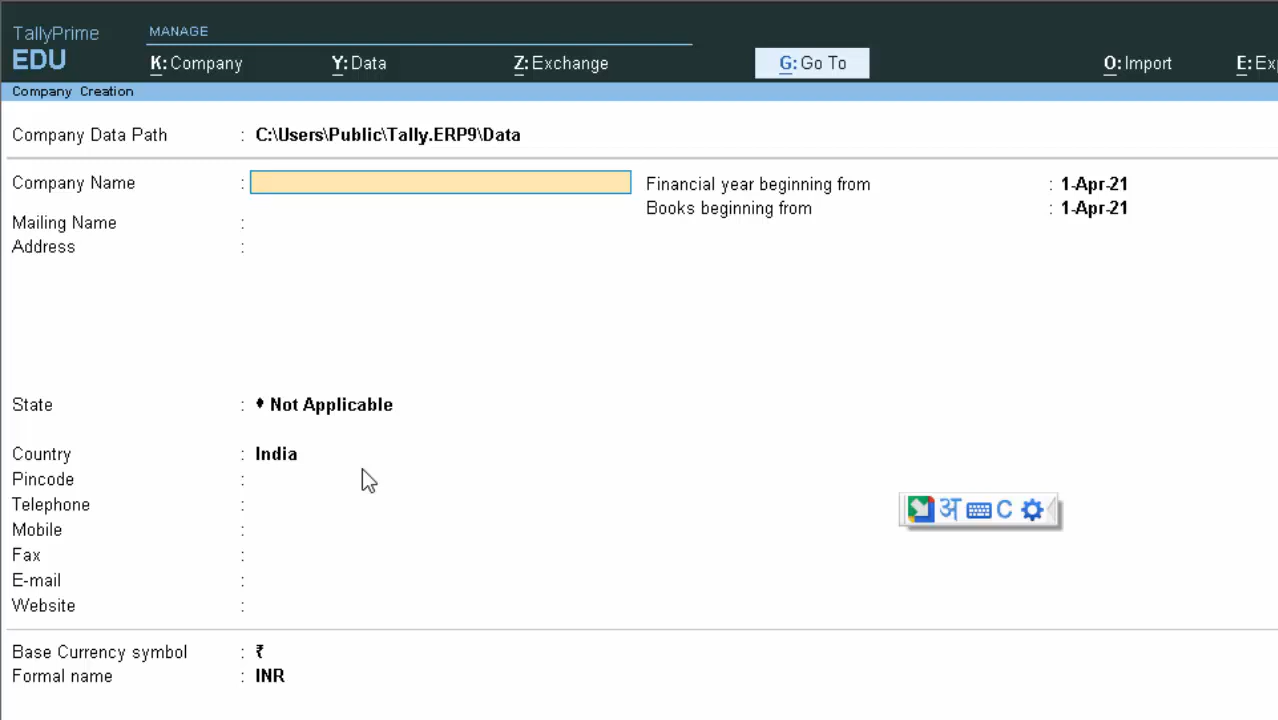 TallyPrime
EDU
MANAGE
K: Company Y: Data Z: Exchange G: Go To O: Import E: Ex
Company Creation
Company Data Path : C:\Users\Public\Tally.ERP9\Data
Company Name : Financial year beginning from : 1-Apr-21
Books beginning from : 1-Apr-21
Mailing Name :
Address :
State : ♦ Not Applicable
Country : India
Pincode :
Telephone :
अ C
Mobile :
Fax :
E-mail :
Website :
Base Currency symbol : ₹
Formal name : INR